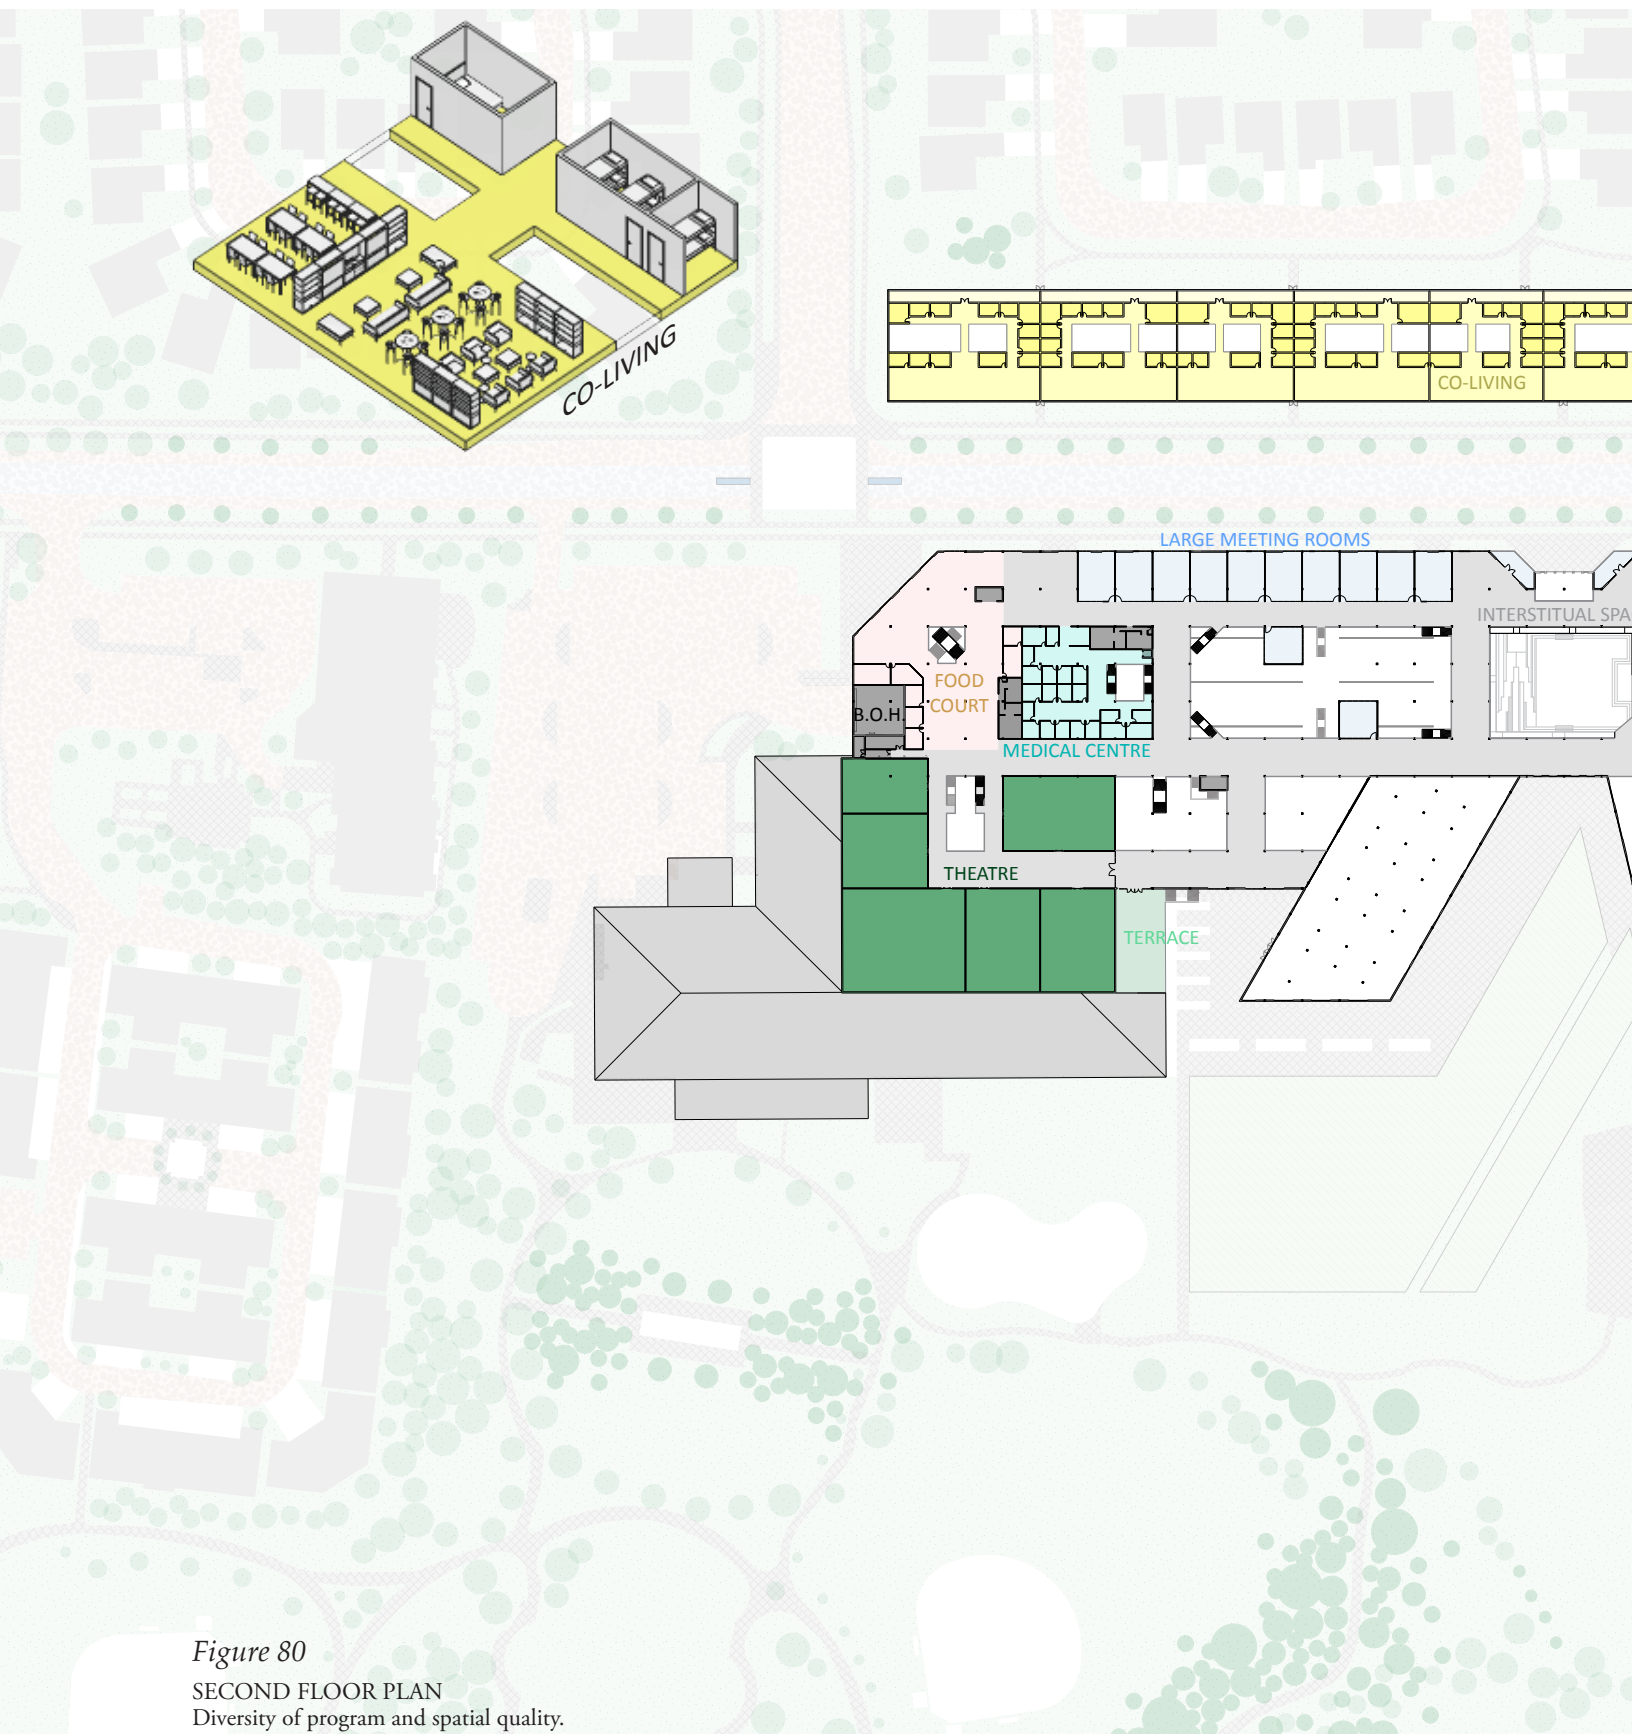 CO-LIVING
CO-LIVING
LARGE MEETING ROOMS
INTERSTITUAL SPA
FOOD
COURT
B.O.H.
MEDICAL CENTRE
THEATRE
TERRACE
Figure 80
SECOND FLOOR PLAN
Diversity of program and spatial quality.